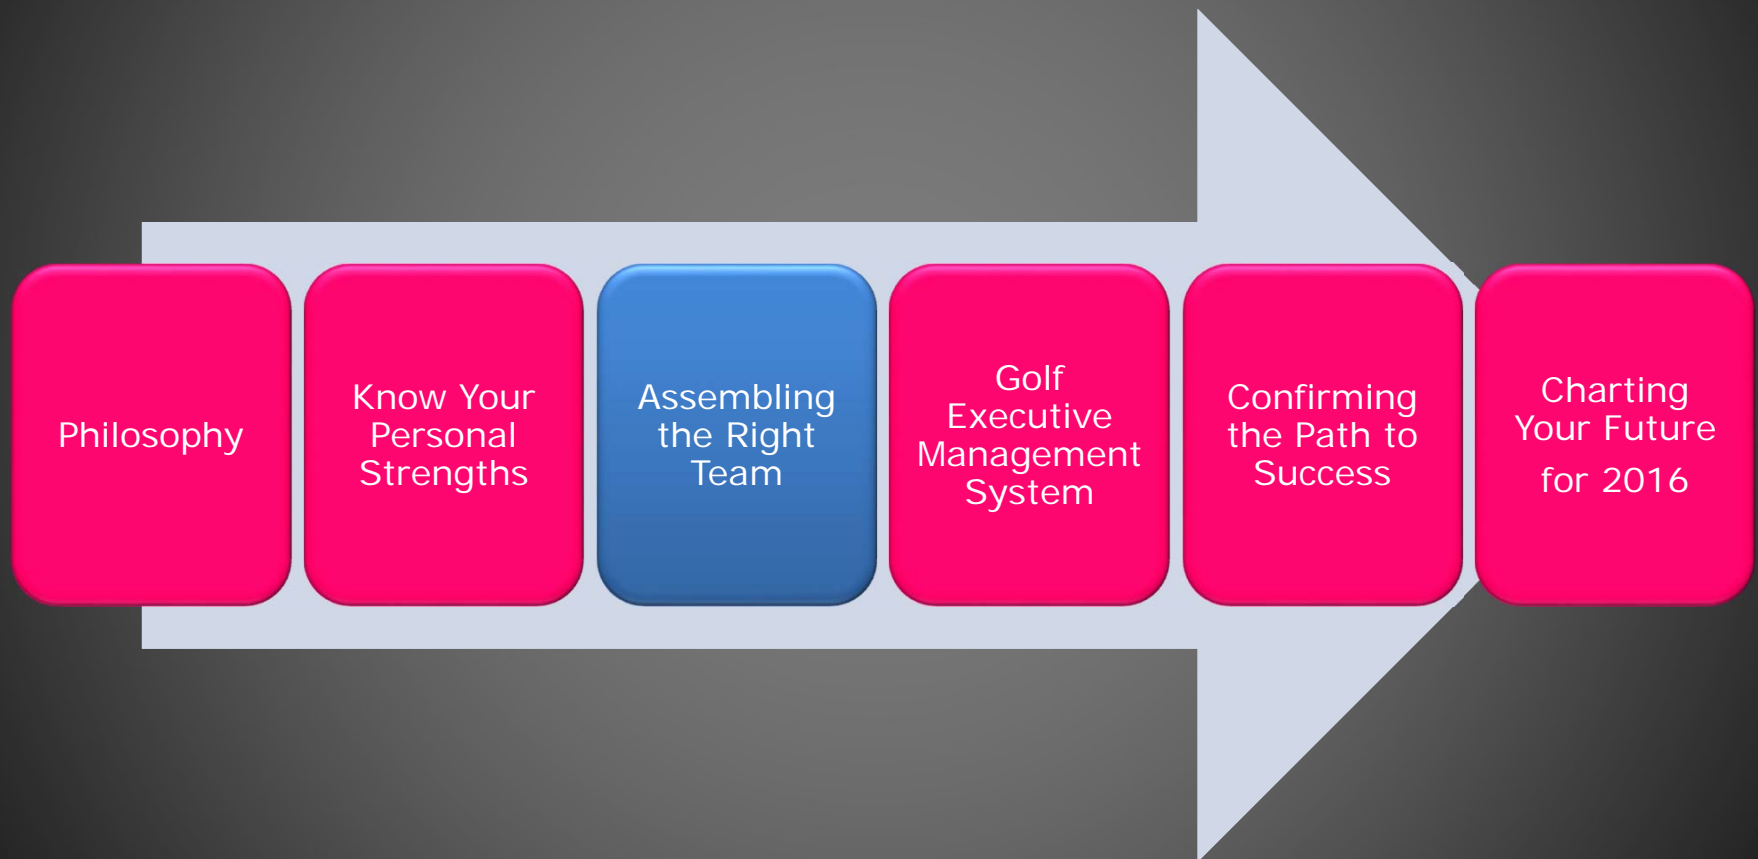 Philosophy
Know Your
Personal
Strengths
Assembling
the Right
Team
Golf
Executive
Management
System
Confirming
the Path to
Success
Charting
Your Future
for 2016